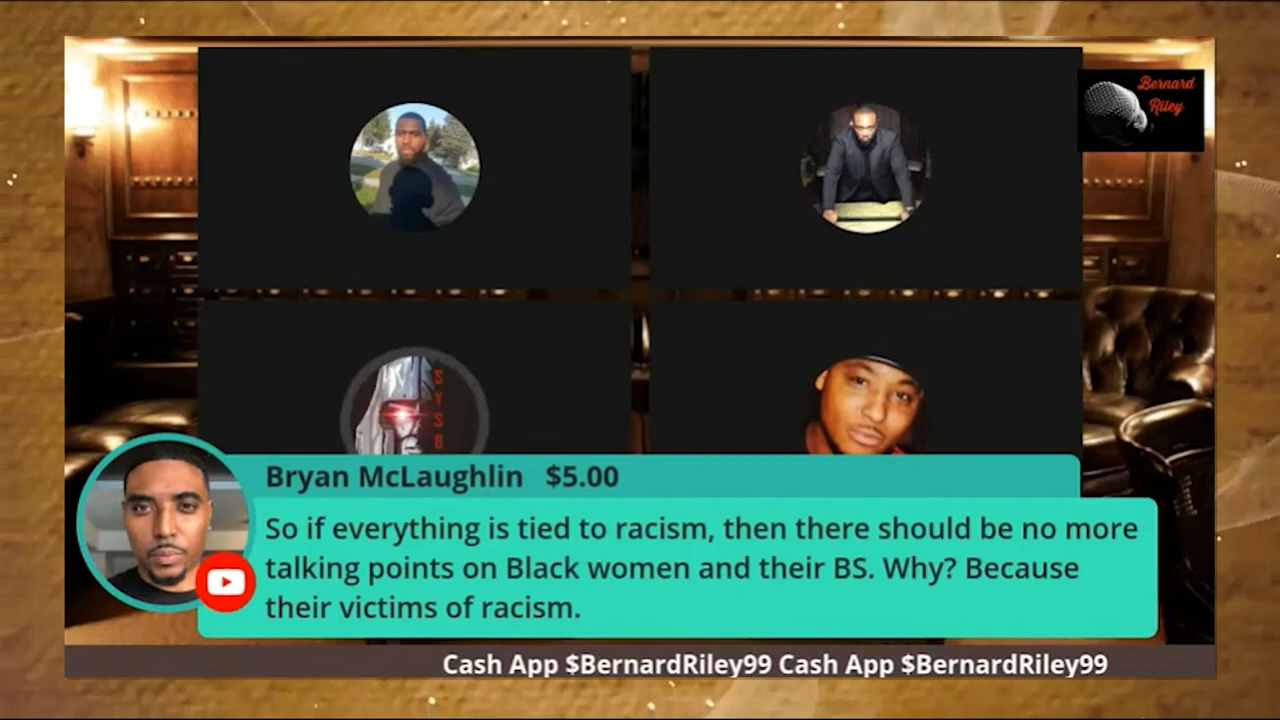 Bernard
Riley
S
Y
S
B
Bryan McLaughlin $5.00
So if everything is tied to racism, then there should be no more
talking points on Black women and their BS. Why? Because
their victims of racism.
Cash App $BernardRiley99 Cash App $BernardRiley99